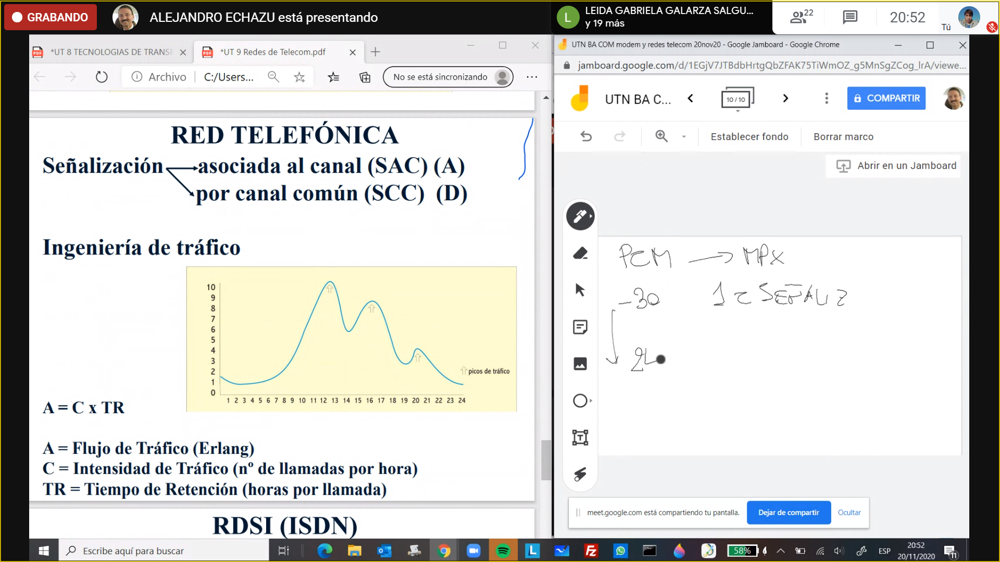 GRABANDO
ALEJANDRO ECHAZU está presentando
L
LEIDA GABRIELA GALARZA SALGU...
y 19 más
22
20:52
Tú
*UT 8 TECNOLOGIAS DE TRANSF
*UT 9 Redes de Telecom.pdf
Archivo
C:/Users...
No se está sincronizando
RED TELEFÓNICA
Señalización
asociada al canal (SAC) (A)
por canal común (SCC) (D)
Ingeniería de tráfico
10
9
8
7
6
5
4
3
2
1
0
1 2 3 4 5 6 7 8 9 10 11 12 13 14 15 16 17 18 19 20 21 22 23 24
picos de tráfico
A = C x TR
A = Flujo de Tráfico (Erlang)
C = Intensidad de Tráfico (nº de llamadas por hora)
TR = Tiempo de Retención (horas por llamada)
RDSI (ISDN)
UTN BA COM modem y redes telecom 20nov20 - Google Jamboard - Google Chrome
jamboard.google.com/d/1EGjV7JTBdbHrtgQbZFAK75TiWmOZ_g5MnSgZCog_lrA/viewe...
UTN BA C...
10 / 10
COMPARTIR
Establecer fondo
Borrar marco
Abrir en un Jamboard
PCM → MPX
-30 1 C SEÑALIZ
meet.google.com está compartiendo tu pantalla.
Dejar de compartir
Ocultar
Escribe aquí para buscar
58%
ESP
20:52
20/11/2020
11